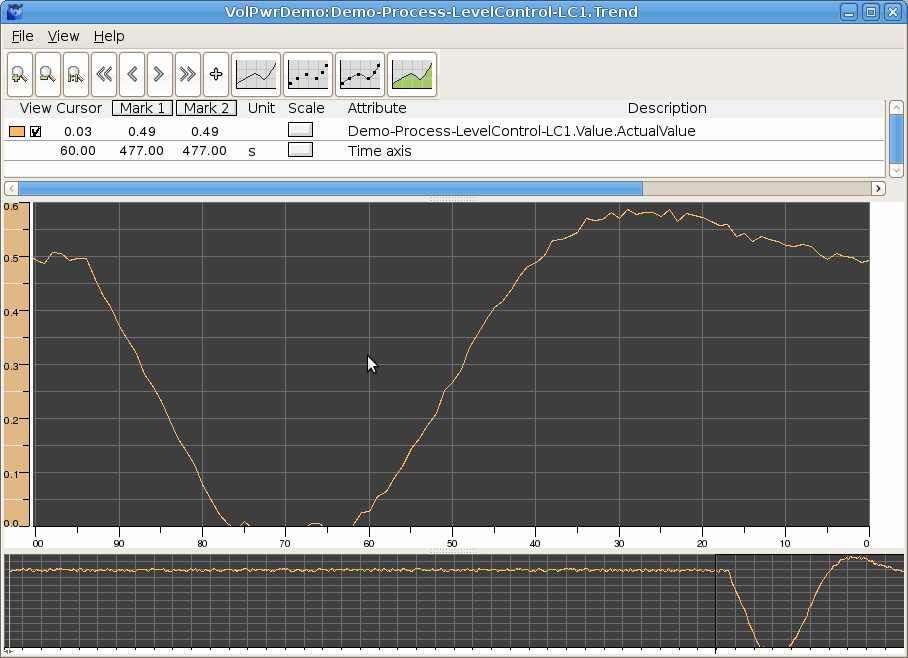 VolPwrDemo:Demo-Process-LevelControl-LC1.Trend
File View Help
View Cursor Mark 1 Mark 2 Unit Scale Attribute Description
0.03 0.49 0.49 Demo-Process-LevelControl-LC1.Value.ActualValue
60.00 477.00 477.00 s Time axis
0.6
0.5
0.4
0.3
0.2
0.1
0.0
00 90 80 70 60 50 40 30 20 10 0